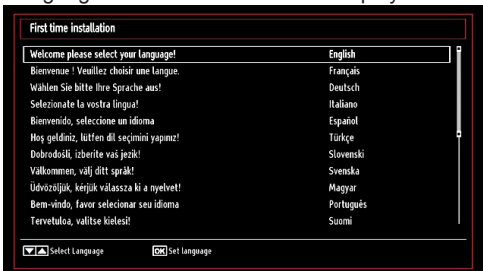 First time installation
Welcome please select your language! English
Bienvenue ! Veuillez choisir une langue. Français
Wählen Sie bitte Ihre Sprache aus! Deutsch
Selezionate la vostra lingua! Italiano
Bienvenido, seleccione un idioma Español
Hoş geldiniz, lütfen dil seçimini yapınız! Türkçe
Dobrodošli, izberite vaš jezik! Slovenski
Välkommen, välj ditt språk! Svenska
Üdvözöljük, kérjük válassza ki a nyelvet! Magyar
Bem-vindo, favor selecionar seu idioma Português
Tervetuloa, valitse kielesi! Suomi
Select Language OK Set language